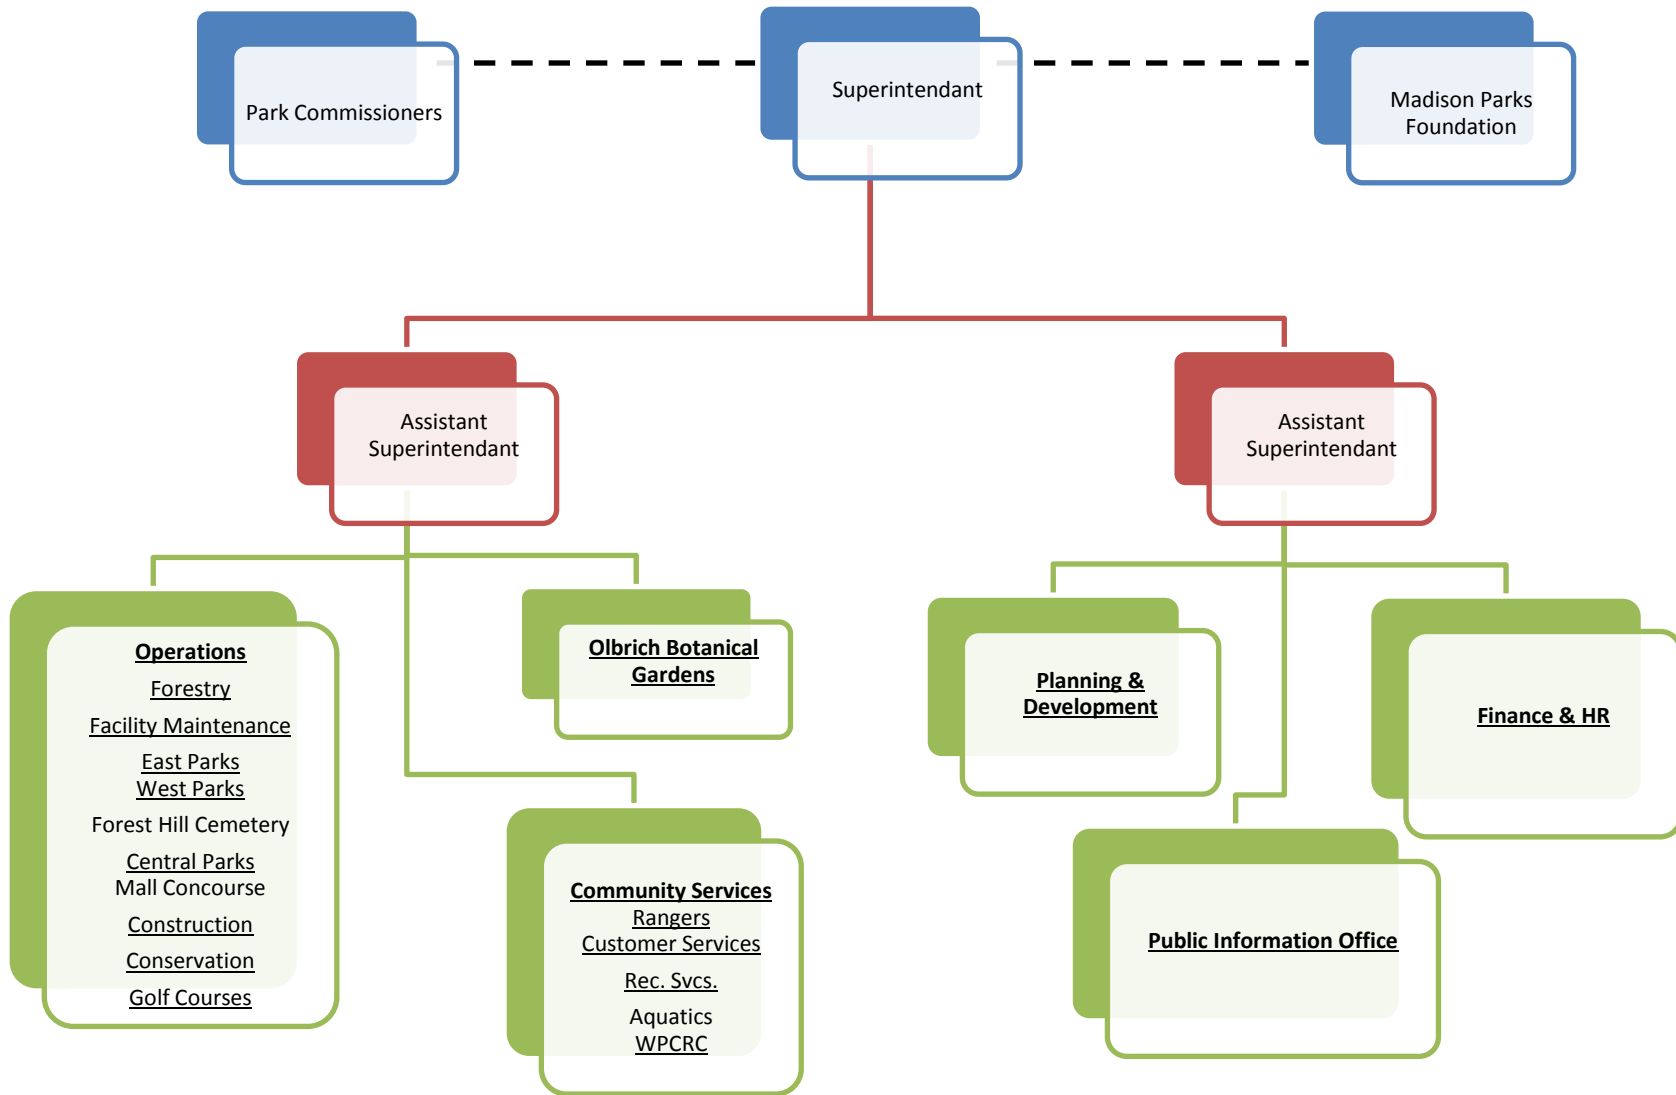 Park Commissioners
Superintendant
Madison Parks
Foundation
Assistant
Superintendant
Assistant
Superintendant
Operations
Forestry
Facility Maintenance
East Parks
West Parks
Forest Hill Cemetery
Central Parks
Mall Concourse
Construction
Conservation
Golf Courses
Olbrich Botanical
Gardens
Community Services
Rangers
Customer Services
Rec. Svcs.
Aquatics
WPCRC
Planning &
Development
Finance & HR
Public Information Office